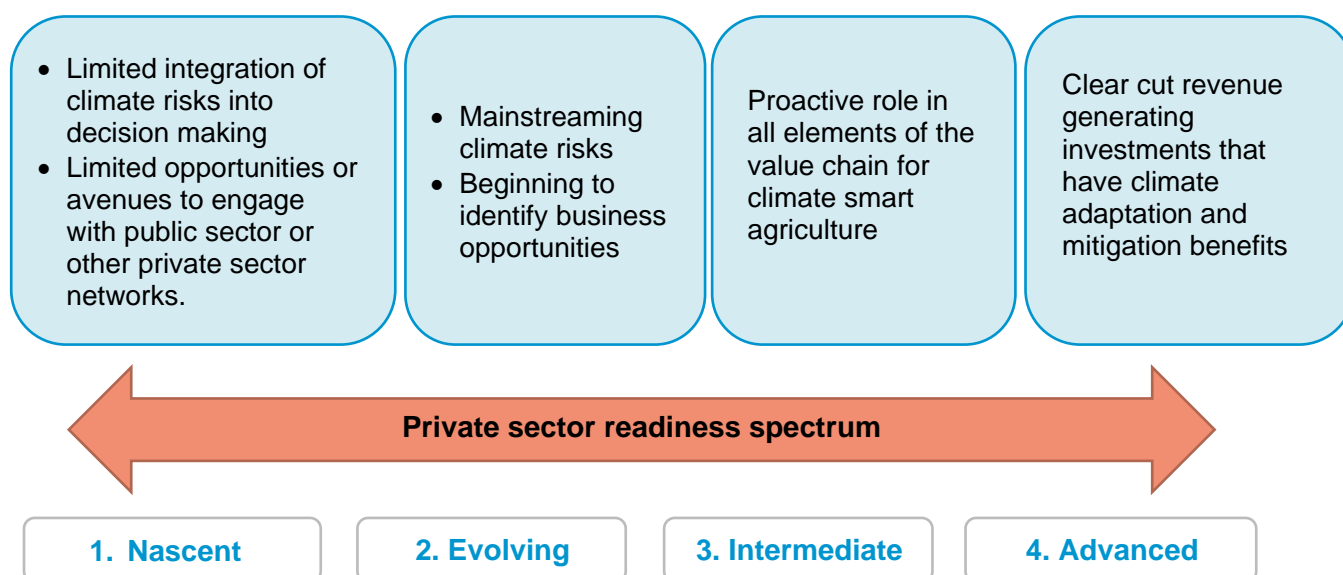 • Limited integration of
climate risks into
decision making
• Limited opportunities or
avenues to engage
with public sector or
other private sector
networks.
• Mainstreaming
climate risks
• Beginning to
identify business
opportunities
Proactive role in
all elements of the
value chain for
climate smart
agriculture
Clear cut revenue
generating
investments that
have climate
adaptation and
mitigation benefits
Private sector readiness spectrum
1. Nascent
2. Evolving
3. Intermediate
4. Advanced